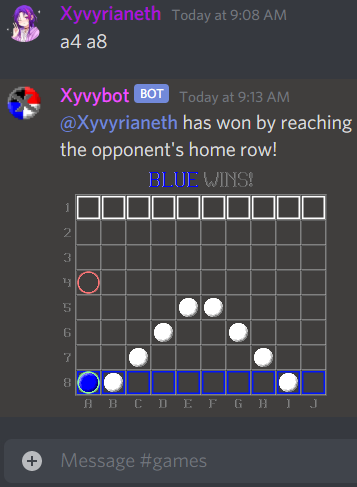 Xyvyrianeth Today at 9:08 AM
a4 a8
Xyvybot BOT Today at 9:13 AM
@Xyvyrianeth has won by reaching
the opponent's home row!
BLUE WINS!
1
2
3
4
5
6
7
8
A B C D E F G H I J
Message #games